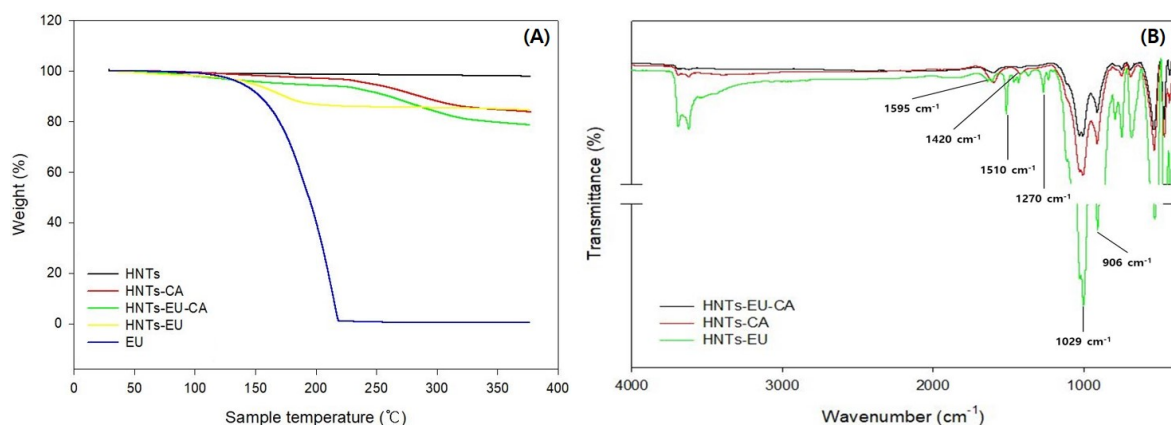 (A)
120
100
80
60
40
20
0
Weight (%)
HNTs
HNTs-CA
HNTs-EU-CA
HNTs-EU
EU
0 50 100 150 200 250 300 350 400
Sample temperature (℃)
(B)
Transmittance (%)
1595 cm⁻¹
1420 cm⁻¹
1510 cm⁻¹
1270 cm⁻¹
906 cm⁻¹
1029 cm⁻¹
HNTs-EU-CA
HNTs-CA
HNTs-EU
4000 3000 2000 1000
Wavenumber (cm⁻¹)